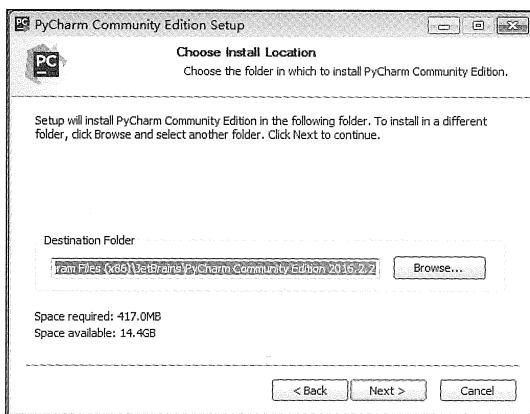 PyCharm Community Edition Setup
PC
Choose Install Location
Choose the folder in which to install PyCharm Community Edition.
Setup will install PyCharm Community Edition in the following folder. To install in a different
folder, click Browse and select another folder. Click Next to continue.
Destination Folder
ram Files (x86)\JetBrains\PyCharm Community Edition 2016.2.2
Browse...
Space required: 417.0MB
Space available: 14.4GB
< Back
Next >
Cancel